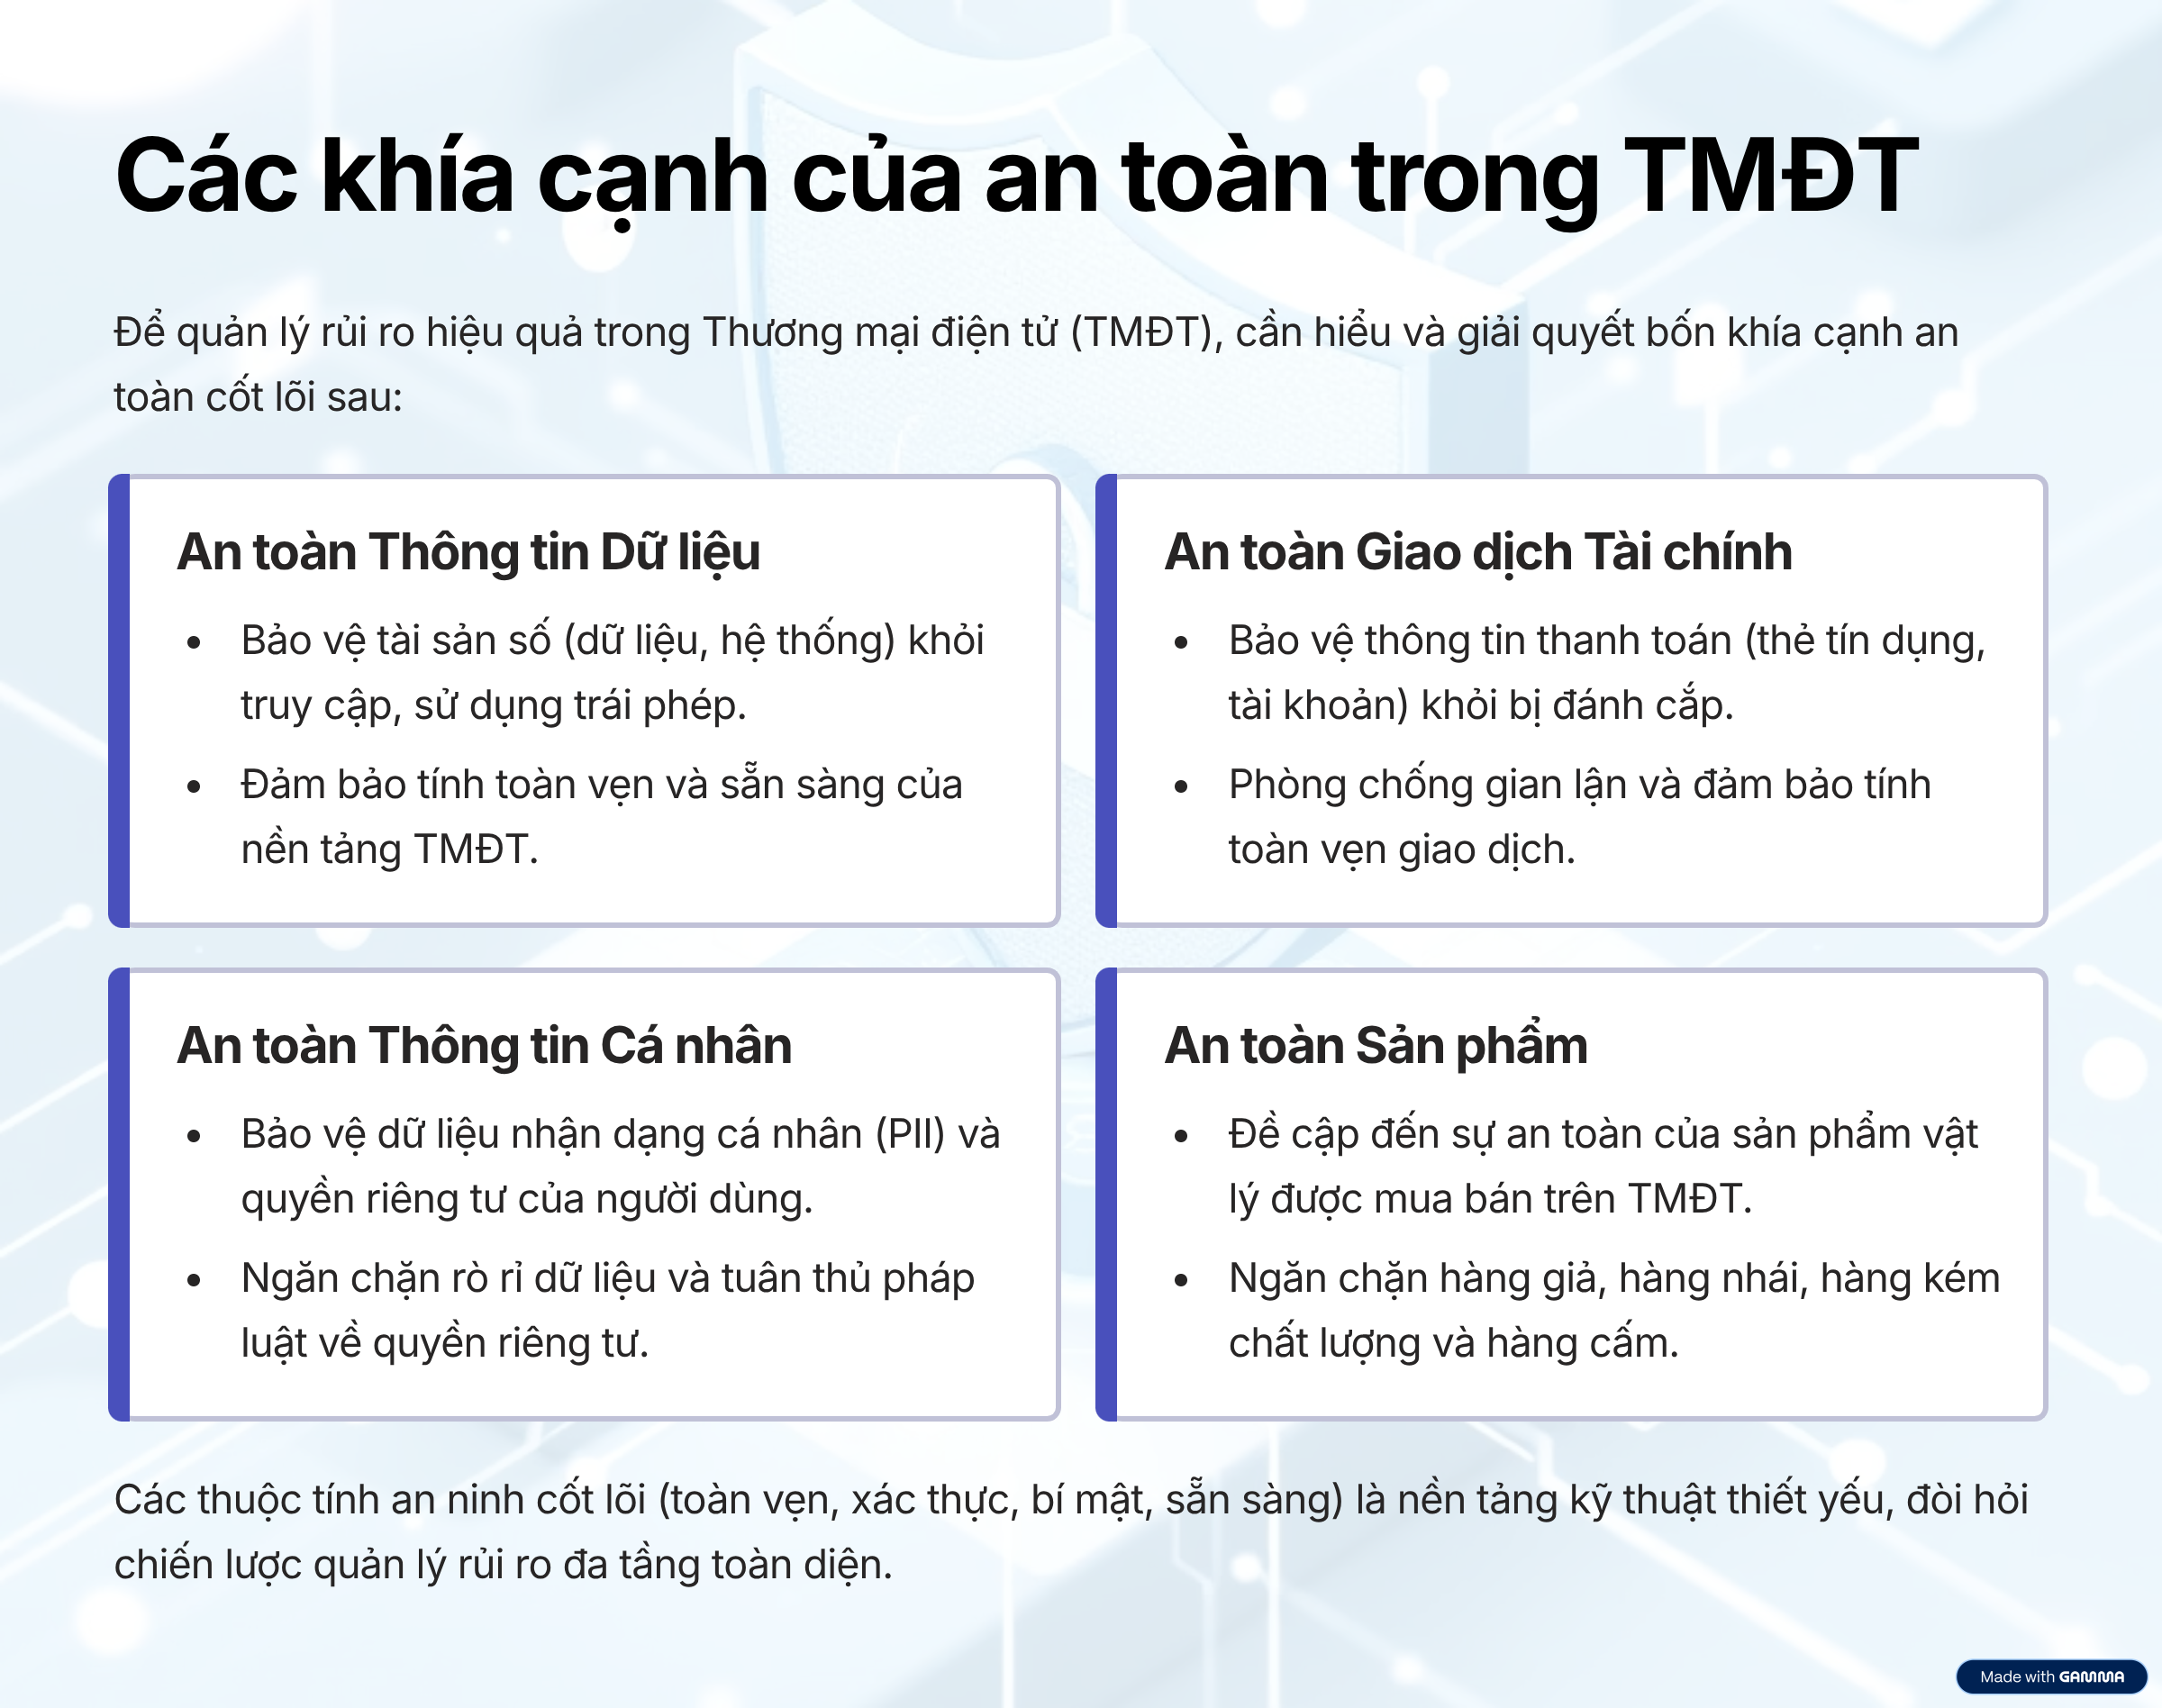 Các khía cạnh của an toàn trong TMĐT
Để quản lý rủi ro hiệu quả trong Thương mại điện tử (TMĐT), cần hiểu và giải quyết bốn khía cạnh an
toàn cốt lõi sau:
An toàn Thông tin Dữ liệu
• Bảo vệ tài sản số (dữ liệu, hệ thống) khỏi
truy cập, sử dụng trái phép.
• Đảm bảo tính toàn vẹn và sẵn sàng của
nền tảng TMĐT.
An toàn Giao dịch Tài chính
• Bảo vệ thông tin thanh toán (thẻ tín dụng,
tài khoản) khỏi bị đánh cắp.
• Phòng chống gian lận và đảm bảo tính
toàn vẹn giao dịch.
An toàn Thông tin Cá nhân
• Bảo vệ dữ liệu nhận dạng cá nhân (PII) và
quyền riêng tư của người dùng.
• Ngăn chặn rò rỉ dữ liệu và tuân thủ pháp
luật về quyền riêng tư.
An toàn Sản phẩm
• Đề cập đến sự an toàn của sản phẩm vật
lý được mua bán trên TMĐT.
• Ngăn chặn hàng giả, hàng nhái, hàng kém
chất lượng và hàng cấm.
Các thuộc tính an ninh cốt lõi (toàn vẹn, xác thực, bí mật, sẵn sàng) là nền tảng kỹ thuật thiết yếu, đòi hỏi
chiến lược quản lý rủi ro đa tầng toàn diện.
Made with GAMMA